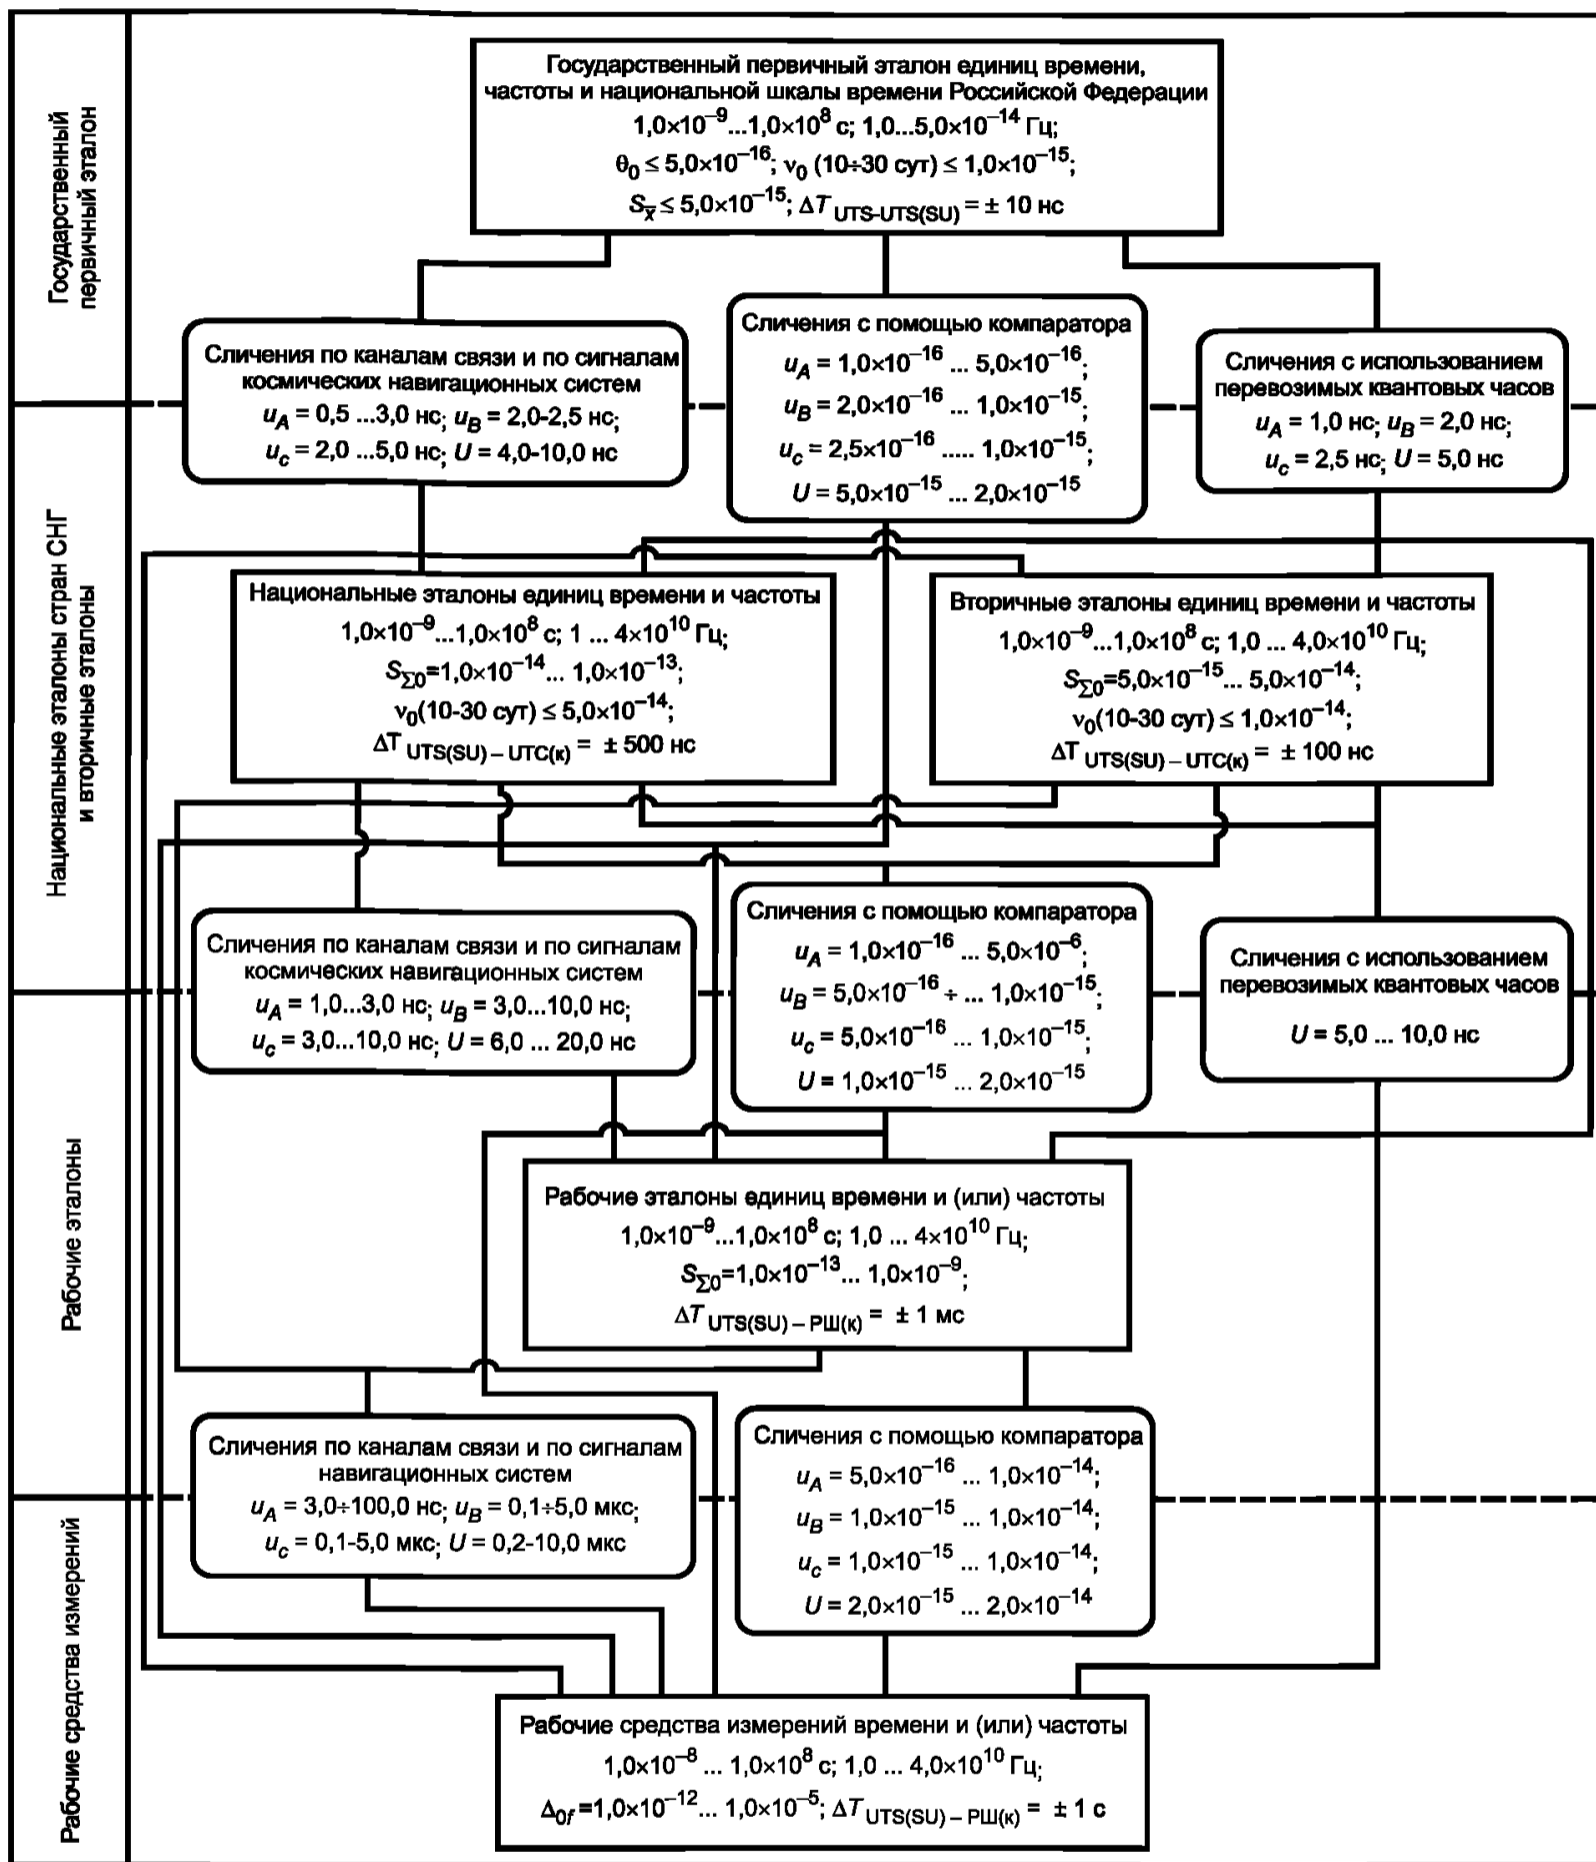 Государственный
первичный эталон
Государственный первичный эталон единиц времени,
частоты и национальной шкалы времени Российской Федерации
1,0×10⁻⁹...1,0×10⁸ с; 1,0...5,0×10⁻¹⁴ Гц;
θ₀ ≤ 5,0×10⁻¹⁶; ν₀ (10÷30 сут) ≤ 1,0×10⁻¹⁵;
S_x̅ ≤ 5,0×10⁻¹⁵; ΔT UTS-UTS(SU) = ± 10 нс
Сличения по каналам связи и по сигналам
космических навигационных систем
u_A = 0,5 ...3,0 нс; u_B = 2,0-2,5 нс;
u_c = 2,0 ...5,0 нс; U = 4,0-10,0 нс
Сличения с помощью компаратора
u_A = 1,0×10⁻¹⁶ ... 5,0×10⁻¹⁶;
u_B = 2,0×10⁻¹⁶ ... 1,0×10⁻¹⁵;
u_c = 2,5×10⁻¹⁶ ..... 1,0×10⁻¹⁵;
U = 5,0×10⁻¹⁵ ... 2,0×10⁻¹⁵
Сличения с использованием
перевозимых квантовых часов
u_A = 1,0 нс; u_B = 2,0 нс;
u_c = 2,5 нс; U = 5,0 нс
Национальные эталоны стран СНГ
и вторичные эталоны
Национальные эталоны единиц времени и частоты
1,0×10⁻⁹...1,0×10⁸ с; 1 ... 4×10¹⁰ Гц;
S_Σ0=1,0×10⁻¹⁴... 1,0×10⁻¹³;
ν₀(10-30 сут) ≤ 5,0×10⁻¹⁴;
ΔT UTS(SU) – UTC(к) = ± 500 нс
Вторичные эталоны единиц времени и частоты
1,0×10⁻⁹...1,0×10⁸ с; 1,0 ... 4,0×10¹⁰ Гц;
S_Σ0=5,0×10⁻¹⁵... 5,0×10⁻¹⁴;
ν₀(10-30 сут) ≤ 1,0×10⁻¹⁴;
ΔT UTS(SU) – UTC(к) = ± 100 нс
Сличения по каналам связи и по сигналам
космических навигационных систем
u_A = 1,0...3,0 нс; u_B = 3,0...10,0 нс;
u_c = 3,0...10,0 нс; U = 6,0 ... 20,0 нс
Сличения с помощью компаратора
u_A = 1,0×10⁻¹⁶ ... 5,0×10⁻⁶;
u_B = 5,0×10⁻¹⁶ ÷ ... 1,0×10⁻¹⁵;
u_c = 5,0×10⁻¹⁶ ... 1,0×10⁻¹⁵;
U = 1,0×10⁻¹⁵ ... 2,0×10⁻¹⁵
Сличения с использованием
перевозимых квантовых часов
U = 5,0 ... 10,0 нс
Рабочие эталоны
Рабочие эталоны единиц времени и (или) частоты
1,0×10⁻⁹...1,0×10⁸ с; 1,0 ... 4×10¹⁰ Гц;
S_Σ0=1,0×10⁻¹³... 1,0×10⁻⁹;
ΔT UTS(SU) – РШ(к) = ± 1 мс
Сличения по каналам связи и по сигналам
навигационных систем
u_A = 3,0÷100,0 нс; u_B = 0,1÷5,0 мкс;
u_c = 0,1-5,0 мкс; U = 0,2-10,0 мкс
Сличения с помощью компаратора
u_A = 5,0×10⁻¹⁶ ... 1,0×10⁻¹⁴;
u_B = 1,0×10⁻¹⁵ ... 1,0×10⁻¹⁴;
u_c = 1,0×10⁻¹⁵ ... 1,0×10⁻¹⁴;
U = 2,0×10⁻¹⁵ ... 2,0×10⁻¹⁴
Рабочие средства измерений
Рабочие средства измерений времени и (или) частоты
1,0×10⁻⁸ ... 1,0×10⁸ с; 1,0 ... 4,0×10¹⁰ Гц;
Δ_0f=1,0×10⁻¹²... 1,0×10⁻⁵; ΔT UTS(SU) – РШ(к) = ± 1 с